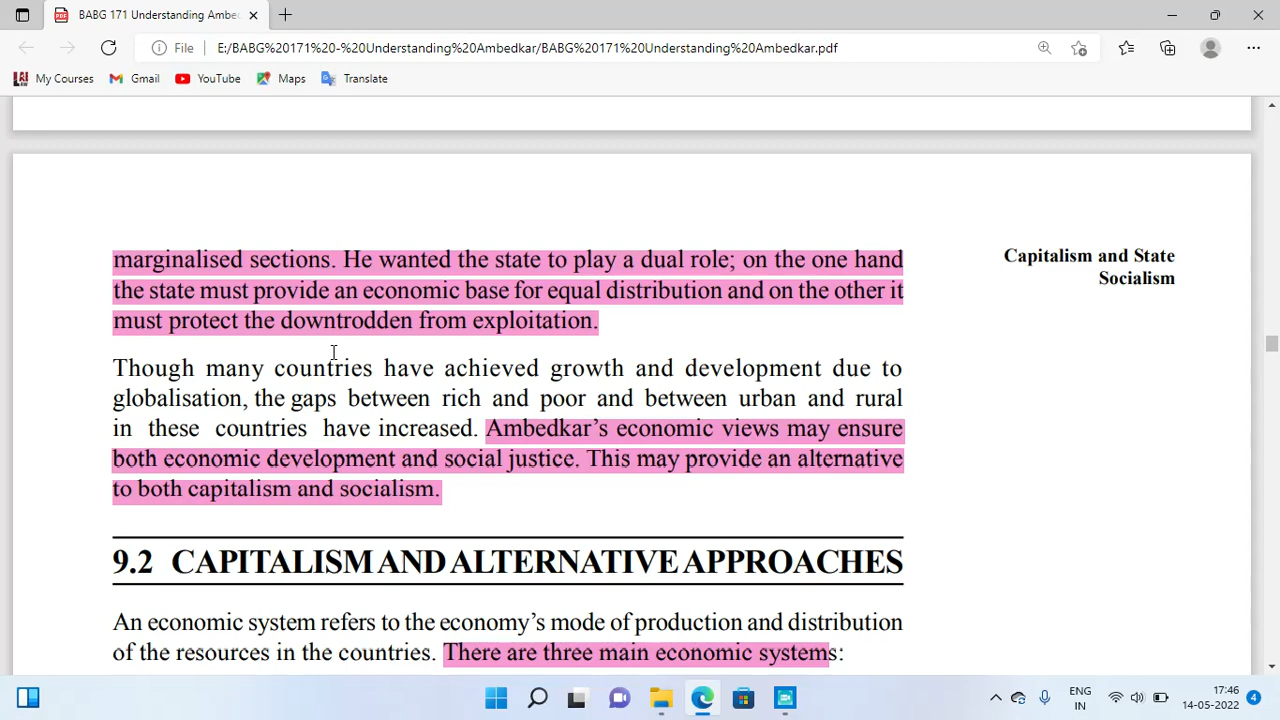 BABG 171 Understanding Ambe
File
E:/BABG%20171%20-%20Understanding%20Ambedkar/BABG%20171%20Understanding%20Ambedkar.pdf
My Courses
Gmail
YouTube
Maps
Translate
marginalised sections. He wanted the state to play a dual role; on the one hand
the state must provide an economic base for equal distribution and on the other it
must protect the downtrodden from exploitation.
Capitalism and State
Socialism
Though many countries have achieved growth and development due to
globalisation, the gaps between rich and poor and between urban and rural
in these countries have increased. Ambedkar’s economic views may ensure
both economic development and social justice. This may provide an alternative
to both capitalism and socialism.
9.2 CAPITALISM AND ALTERNATIVE APPROACHES
An economic system refers to the economy’s mode of production and distribution
of the resources in the countries. There are three main economic systems:
ENG
IN
17:46
14-05-2022
4